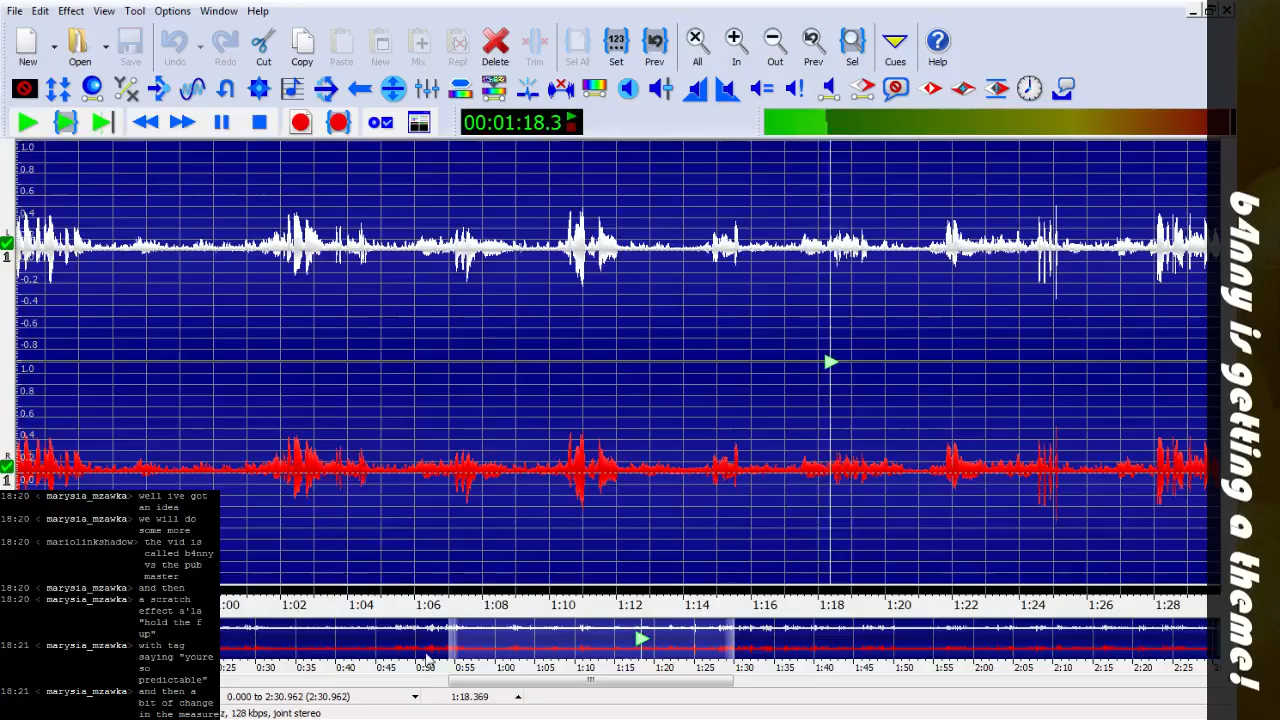 File Edit Effect View Tool Options Window Help
New Open Save Undo Redo Cut Copy Paste New Mix Repl Delete Trim Sel All Set Prev All In Out Prev Sel Cues Help
00:01:18.3
1.0
0.8
0.6
0.4
-0.2
-0.4
-0.6
-0.8
1.0
0.8
0.6
0.4
0.2
0.0
L
1
R
1
18:20 < marysia_mzawka> well ive got
an idea
18:20 < marysia_mzawka> we will do
some more
18:20 < mariolinkshadow> the vid is
called b4nny
vs the pub
master
18:20 < marysia_mzawka> and then
18:20 < marysia_mzawka> a scratch
effect a'la
"hold the f
up"
18:21 < marysia_mzawka> with tag
saying "youre
so
predictable"
18:21 < marysia_mzawka> and then a
bit of change
in the measure
:00 1:02 1:04 1:06 1:08 1:10 1:12 1:14 1:16 1:18 1:20 1:22 1:24 1:26 1:28
0:25 0:30 0:35 0:40 0:45 0:50 0:55 1:00 1:05 1:10 1:15 1:20 1:25 1:30 1:35 1:40 1:45 1:50 1:55 2:00 2:05 2:10 2:15 2:20 2:25
0.000 to 2:30.962 (2:30.962) 1:18.369
z, 128 kbps, joint stereo
b4nny is getting a theme!